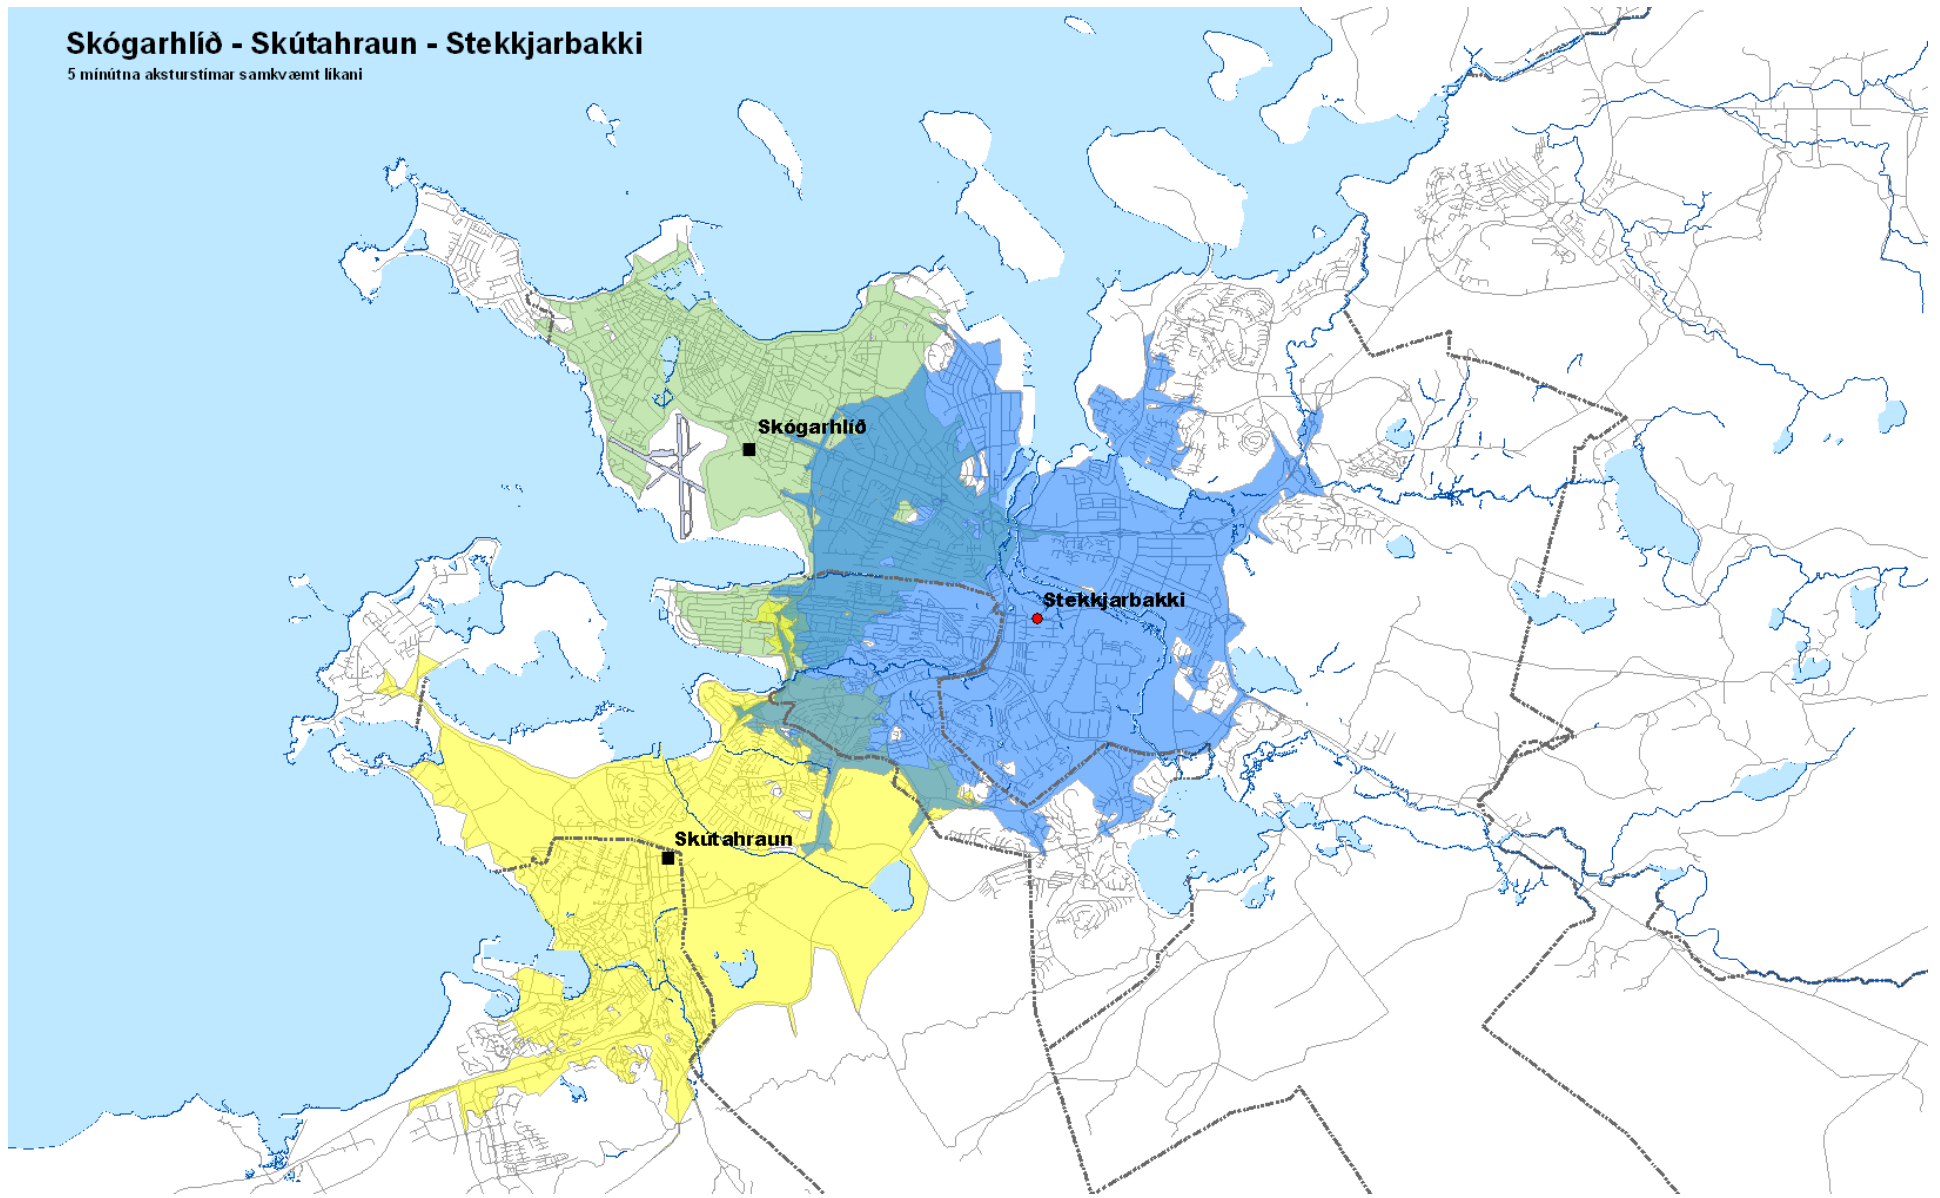 Skógarhlíð - Skútahraun - Stekkjarbakki
5 mínútna aksturstímar samkvæmt líkani
Skógarhlíð
Stekkjarbakki
Skútahraun